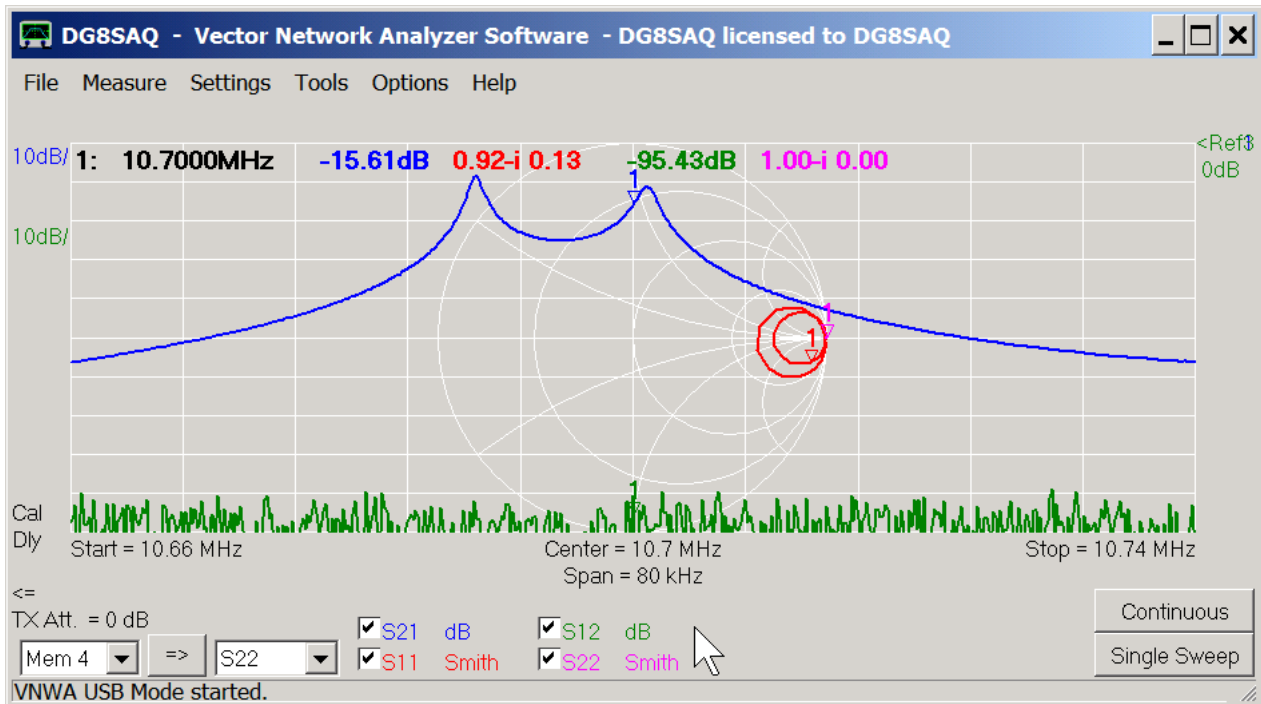 DG8SAQ - Vector Network Analyzer Software - DG8SAQ licensed to DG8SAQ
File Measure Settings Tools Options Help
10dB/ 1: 10.7000MHz -15.61dB 0.92-i 0.13 -95.43dB 1.00-i 0.00
0dB
1
10dB/
1
1
1
Cal
Dly
Start = 10.66 MHz Center = 10.7 MHz Stop = 10.74 MHz
Span = 80 kHz
<=
TX Att. = 0 dB
Continuous
S21 dB S12 dB
Mem 4 => S22 S11 Smith S22 Smith Single Sweep
VNWA USB Mode started.